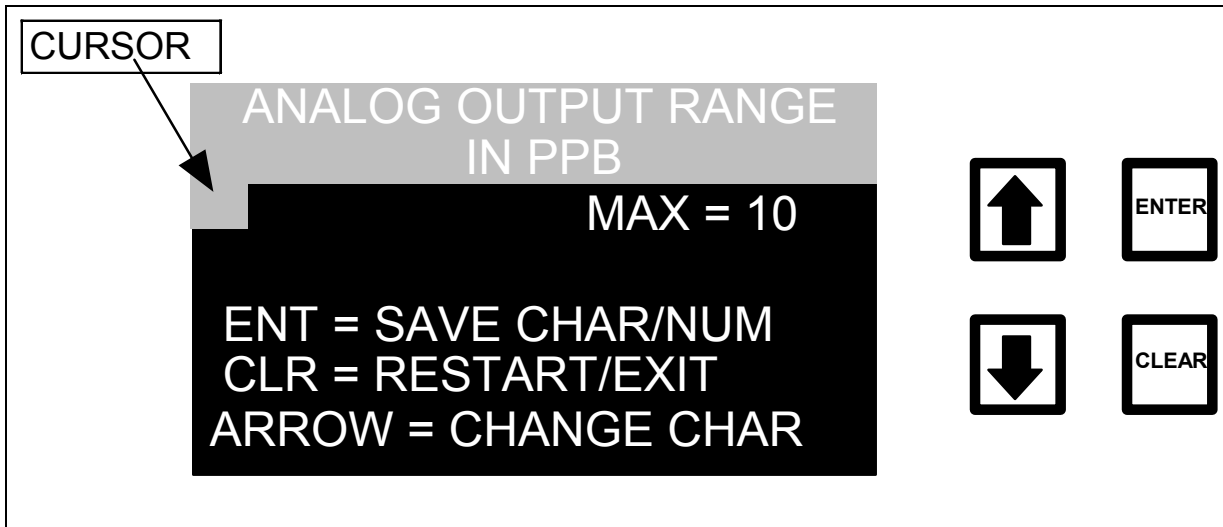 CURSOR
ANALOG OUTPUT RANGE
IN PPB
MAX = 10
ENT = SAVE CHAR/NUM
CLR = RESTART/EXIT
ARROW = CHANGE CHAR
ENTER
CLEAR